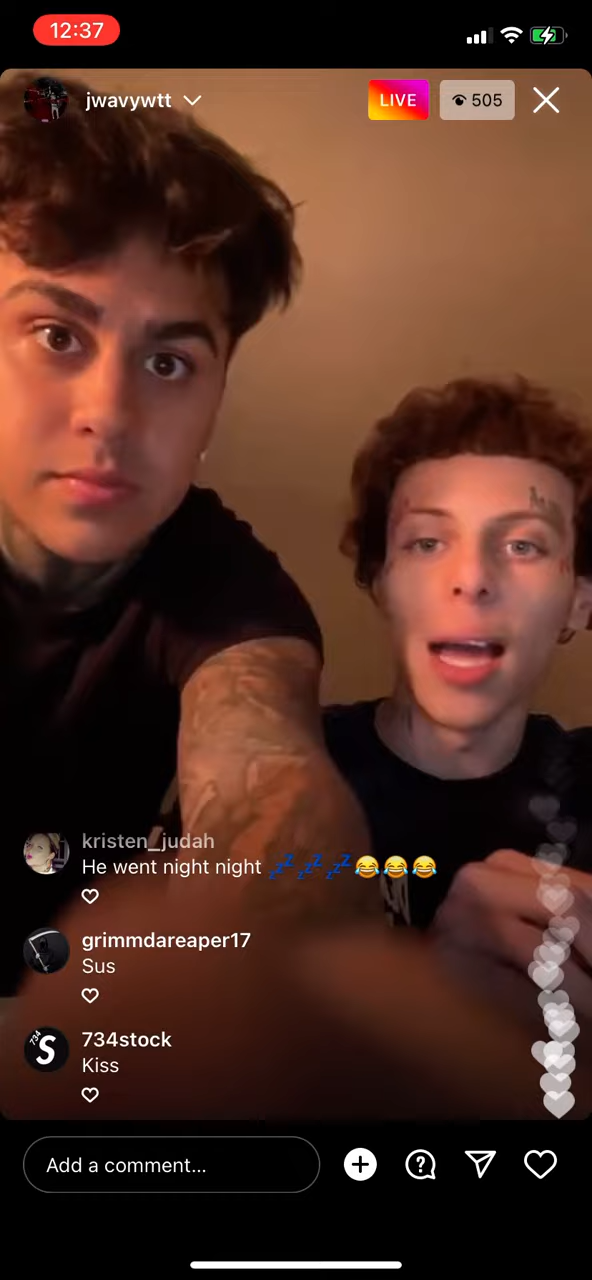 12:37
jwavywtt
LIVE
505
kristen_judah
He went night night 💤💤💤😂😂😂
grimmdareaper17
Sus
734stock
Kiss
Add a comment...